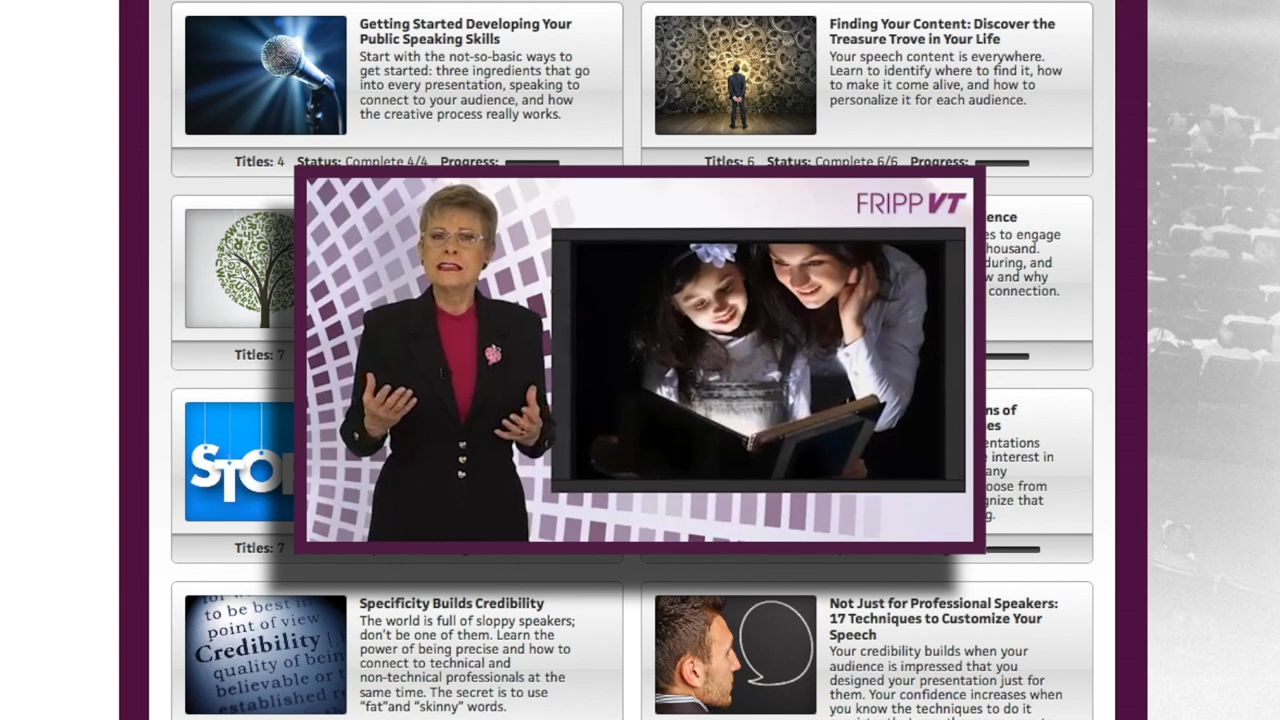 Getting Started Developing Your
Public Speaking Skills
Start with the not-so-basic ways to
get started: three ingredients that go
into every presentation, speaking to
connect to your audience, and how
the creative process really works.
Titles: 4 Status: Complete 4/4 Progress:
Finding Your Content: Discover the
Treasure Trove in Your Life
Your speech content is everywhere.
Learn to identify where to find it, how
to make it come alive, and how to
personalize it for each audience.
Titles: 6 Status: Complete 6/6 Progress:
FRIPP VT
ence
es to engage
housand.
during, and
w and why
connection.
Titles: 7
STO
ns of
es
entations
interest in
any
oose from
gnize that
g.
Titles: 7
to be best in
point of view.
Credibility
quality of bein
believable or t
established r
Specificity Builds Credibility
The world is full of sloppy speakers;
don't be one of them. Learn the
power of being precise and how to
connect to technical and
non-technical professionals at the
same time. The secret is to use
"fat"and "skinny" words.
Not Just for Professional Speakers:
17 Techniques to Customize Your
Speech
Your credibility builds when your
audience is impressed that you
designed your presentation just for
them. Your confidence increases when
you know the techniques to do it